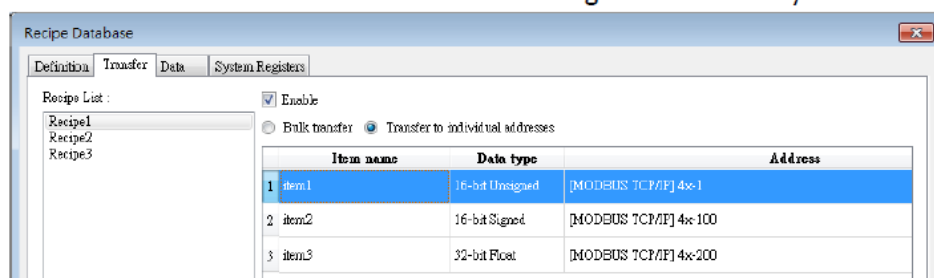 Recipe Database
Definition Transfer Data System Registers
Recipe List :
Recipe1
Recipe2
Recipe3
Enable
Bulk transfer Transfer to individual addresses
Item name Data type Address
1 item1 16-bit Unsigned [MODBUS TCP/IP] 4x-1
2 item2 16-bit Signed [MODBUS TCP/IP] 4x-100
3 item3 32-bit Float [MODBUS TCP/IP] 4x-200